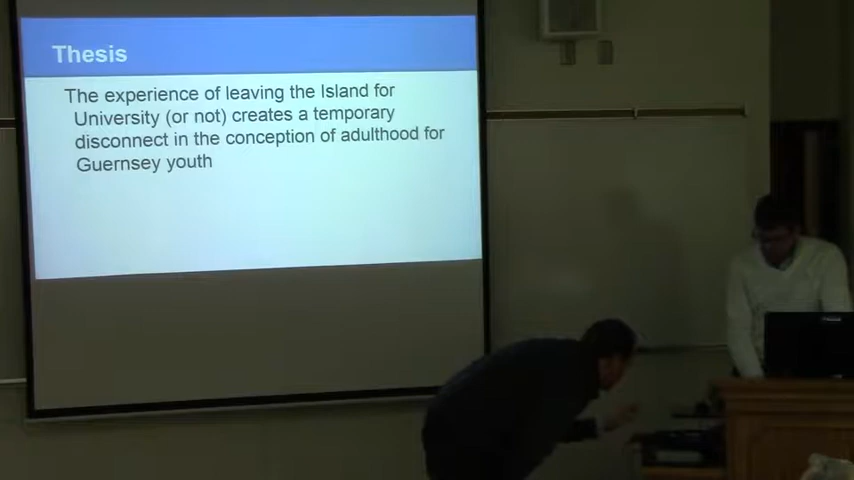 Thesis
The experience of leaving the Island for
University (or not) creates a temporary
disconnect in the conception of adulthood for
Guernsey youth